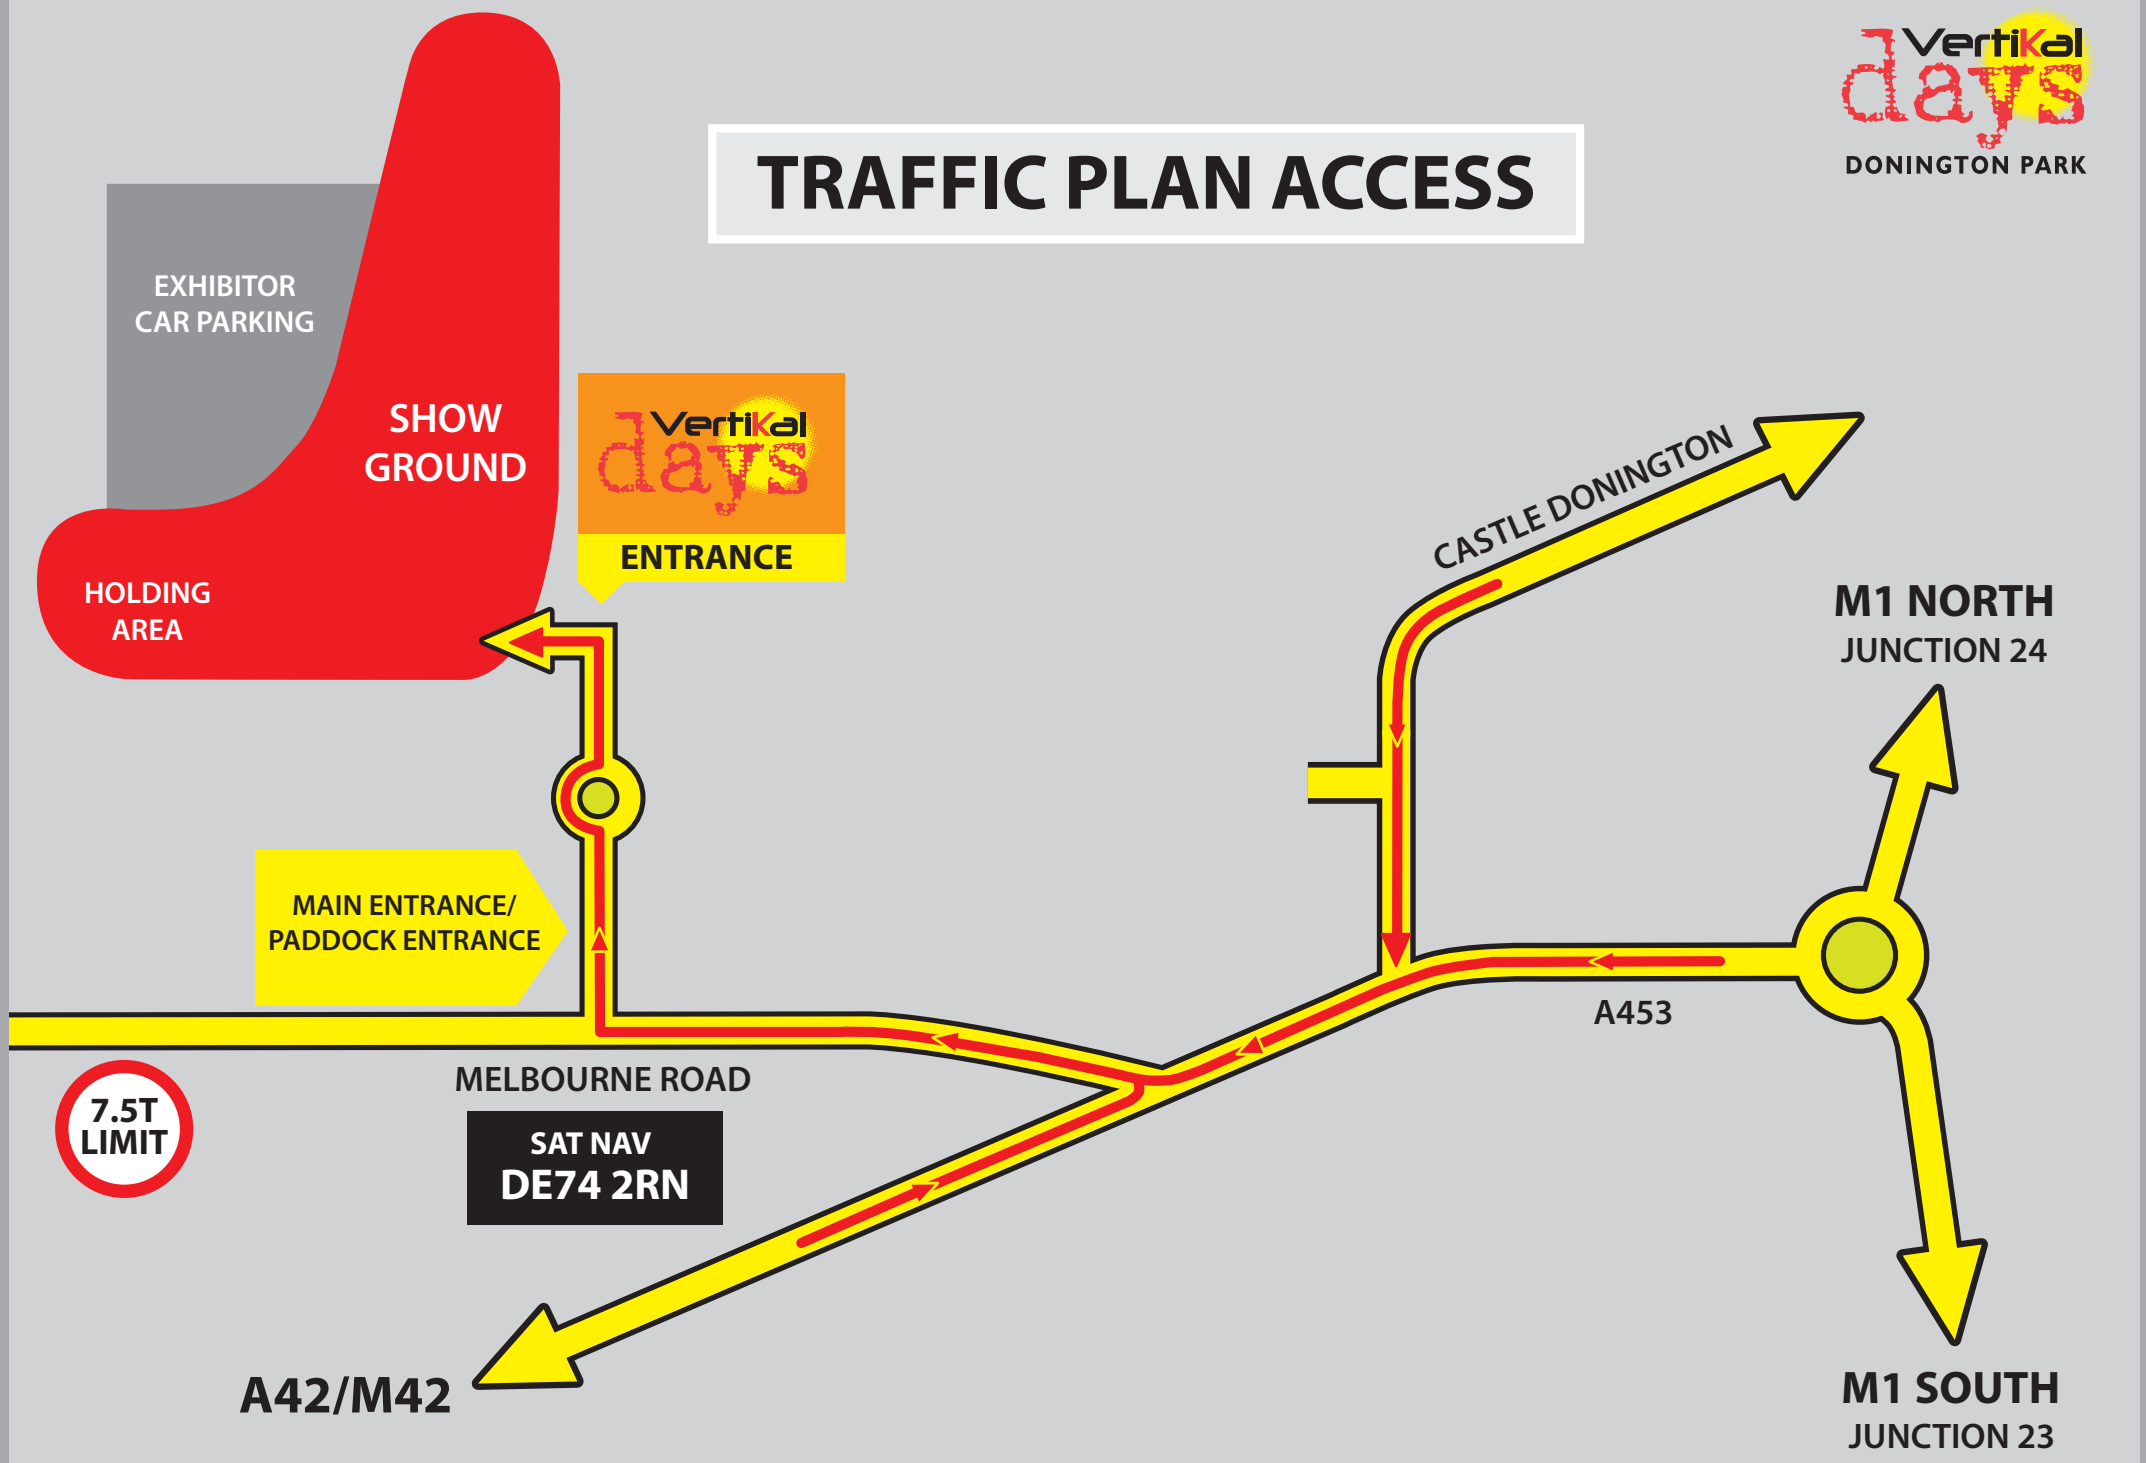 VertiKal
days
DONINGTON PARK
TRAFFIC PLAN ACCESS
EXHIBITOR
CAR PARKING
SHOW
GROUND
VertiKal
days
ENTRANCE
HOLDING
AREA
CASTLE DONINGTON
M1 NORTH
JUNCTION 24
MAIN ENTRANCE/
PADDOCK ENTRANCE
A453
MELBOURNE ROAD
7.5T
LIMIT
SAT NAV
DE74 2RN
A42/M42
M1 SOUTH
JUNCTION 23